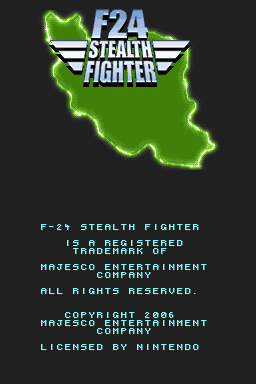 F24
STEALTH
FIGHTER
F-24 STEALTH FIGHTER
IS A REGISTERED
TRADEMARK OF
MAJESCO ENTERTAINMENT
COMPANY
ALL RIGHTS RESERVED.
COPYRIGHT 2006
MAJESCO ENTERTAINMENT
COMPANY
LICENSED BY NINTENDO